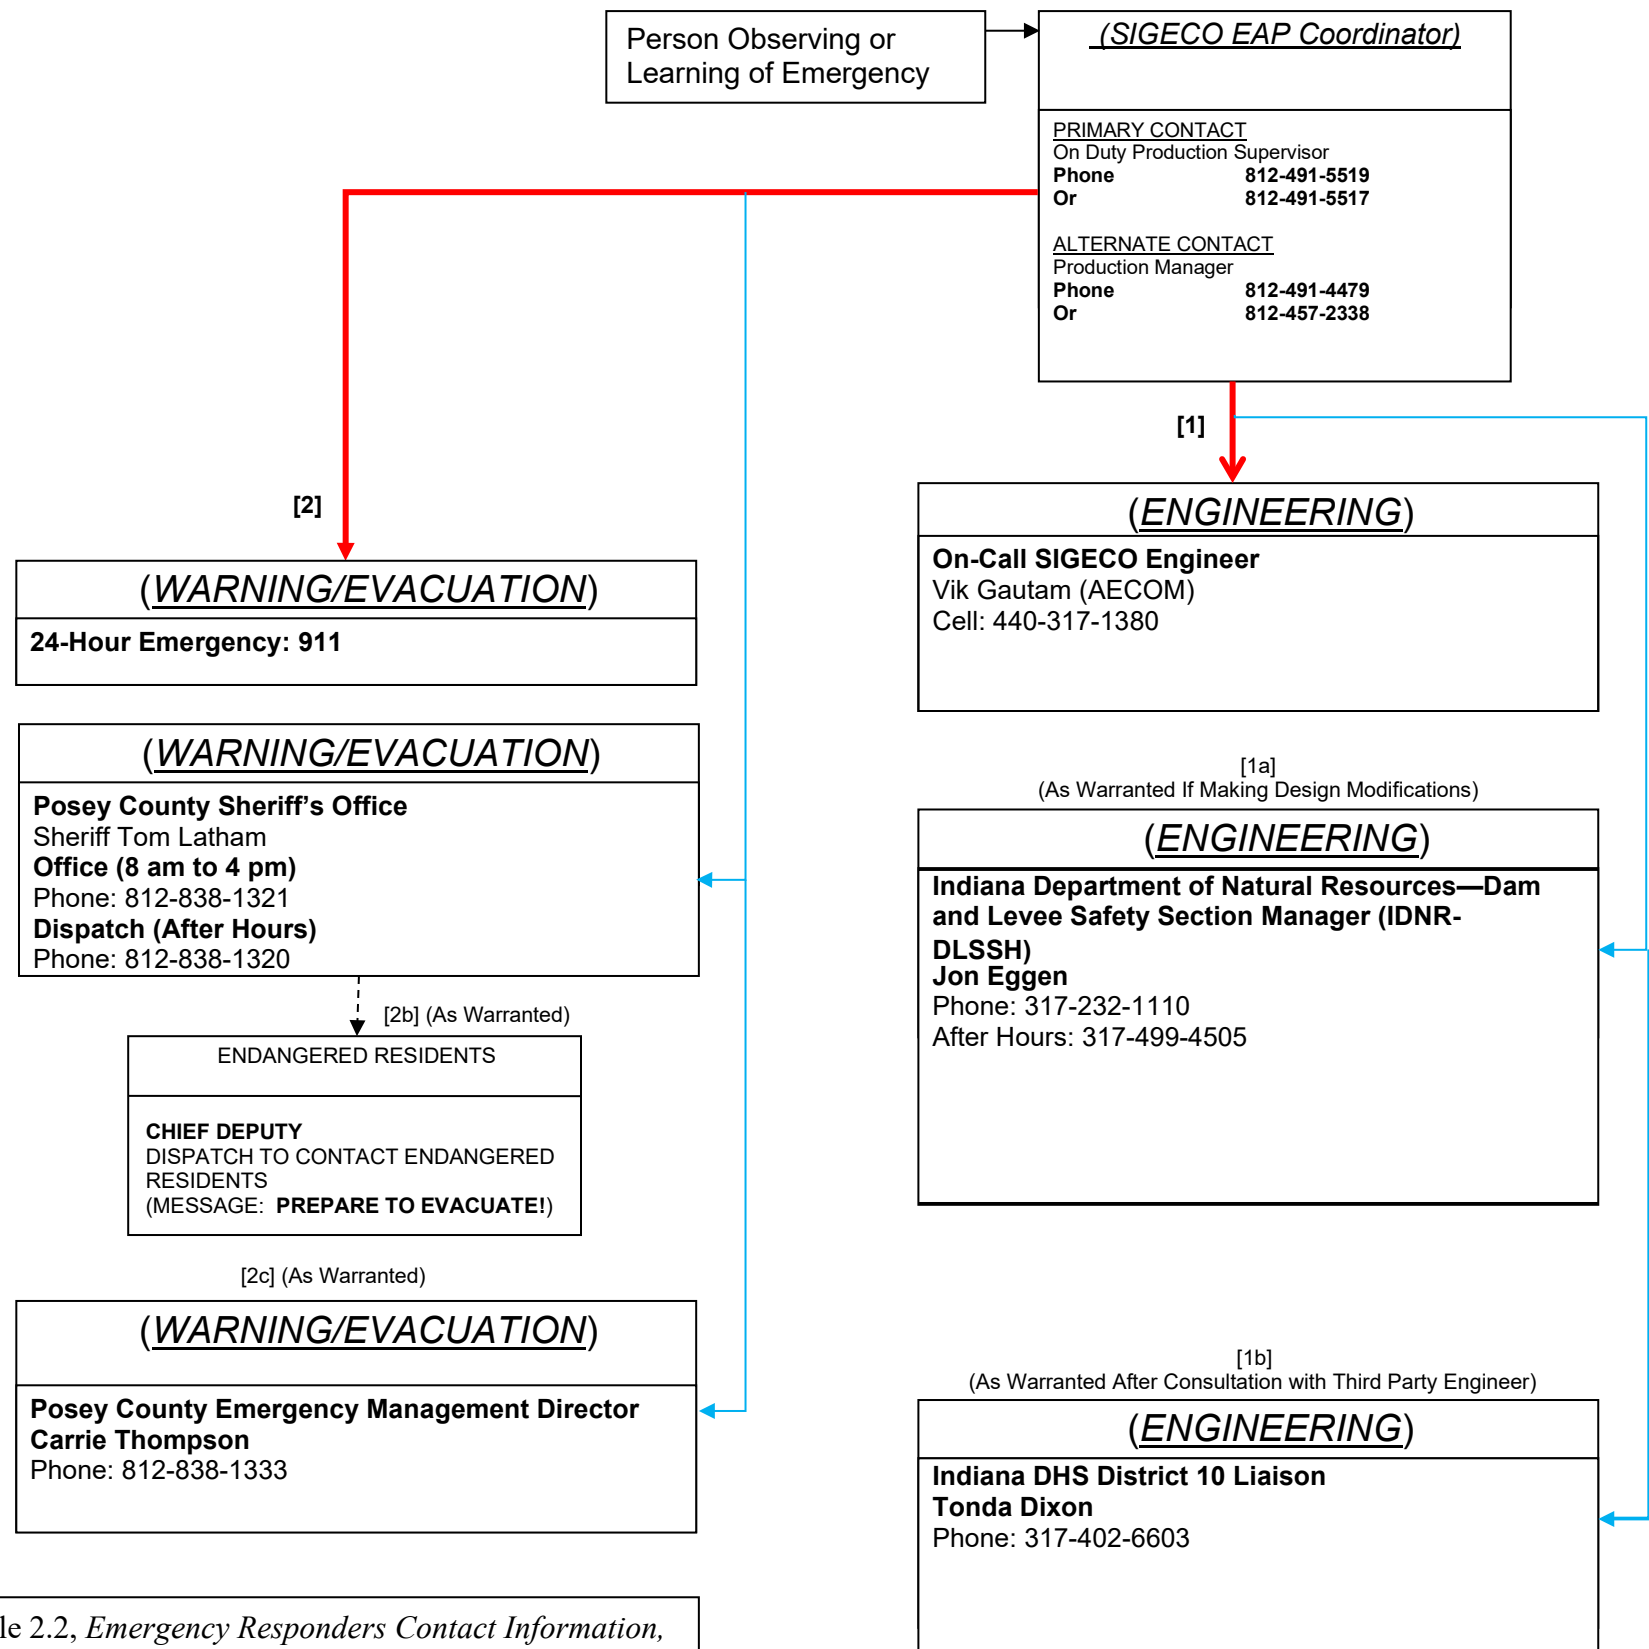 Person Observing or
Learning of Emergency
(SIGECO EAP Coordinator)
PRIMARY CONTACT
On Duty Production Supervisor
Phone 812-491-5519
Or 812-491-5517
ALTERNATE CONTACT
Production Manager
Phone 812-491-4479
Or 812-457-2338
[1]
[2]
(WARNING/EVACUATION)
24-Hour Emergency: 911
(WARNING/EVACUATION)
Posey County Sheriff’s Office
Sheriff Tom Latham
Office (8 am to 4 pm)
Phone: 812-838-1321
Dispatch (After Hours)
Phone: 812-838-1320
[2b] (As Warranted)
ENDANGERED RESIDENTS
CHIEF DEPUTY
DISPATCH TO CONTACT ENDANGERED
RESIDENTS
(MESSAGE: PREPARE TO EVACUATE!)
[2c] (As Warranted)
(WARNING/EVACUATION)
Posey County Emergency Management Director
Carrie Thompson
Phone: 812-838-1333
(ENGINEERING)
On-Call SIGECO Engineer
Vik Gautam (AECOM)
Cell: 440-317-1380
[1a]
(As Warranted If Making Design Modifications)
(ENGINEERING)
Indiana Department of Natural Resources—Dam
and Levee Safety Section Manager (IDNR-
DLSSH)
Jon Eggen
Phone: 317-232-1110
After Hours: 317-499-4505
[1b]
(As Warranted After Consultation with Third Party Engineer)
(ENGINEERING)
Indiana DHS District 10 Liaison
Tonda Dixon
Phone: 317-402-6603
le 2.2, Emergency Responders Contact Information,